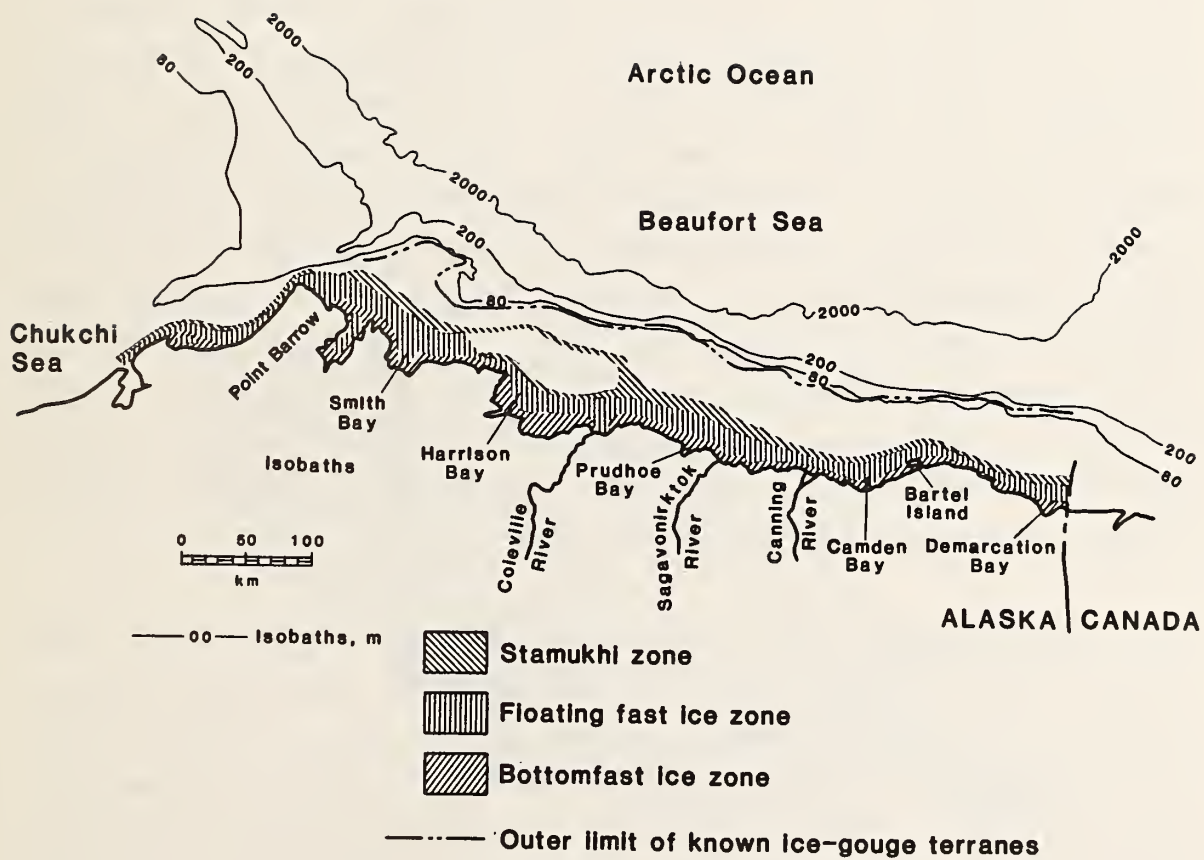 2000
200
80
Arctic Ocean
2000
Beaufort Sea
200
2000
80
2000
Chukchi
Sea
Point Barrow
200
80
Smith
Bay
Isobaths
Harrison
Bay
Prudhoe
Bay
200
80
Bartel
Island
Coleville
River
Sagavonirktok
River
Canning
River
Camden
Bay
Demarcation
Bay
0 50 100
km
ALASKA CANADA
00 Isobaths, m
Stamukhi zone
Floating fast ice zone
Bottomfast ice zone
Outer limit of known ice-gouge terranes